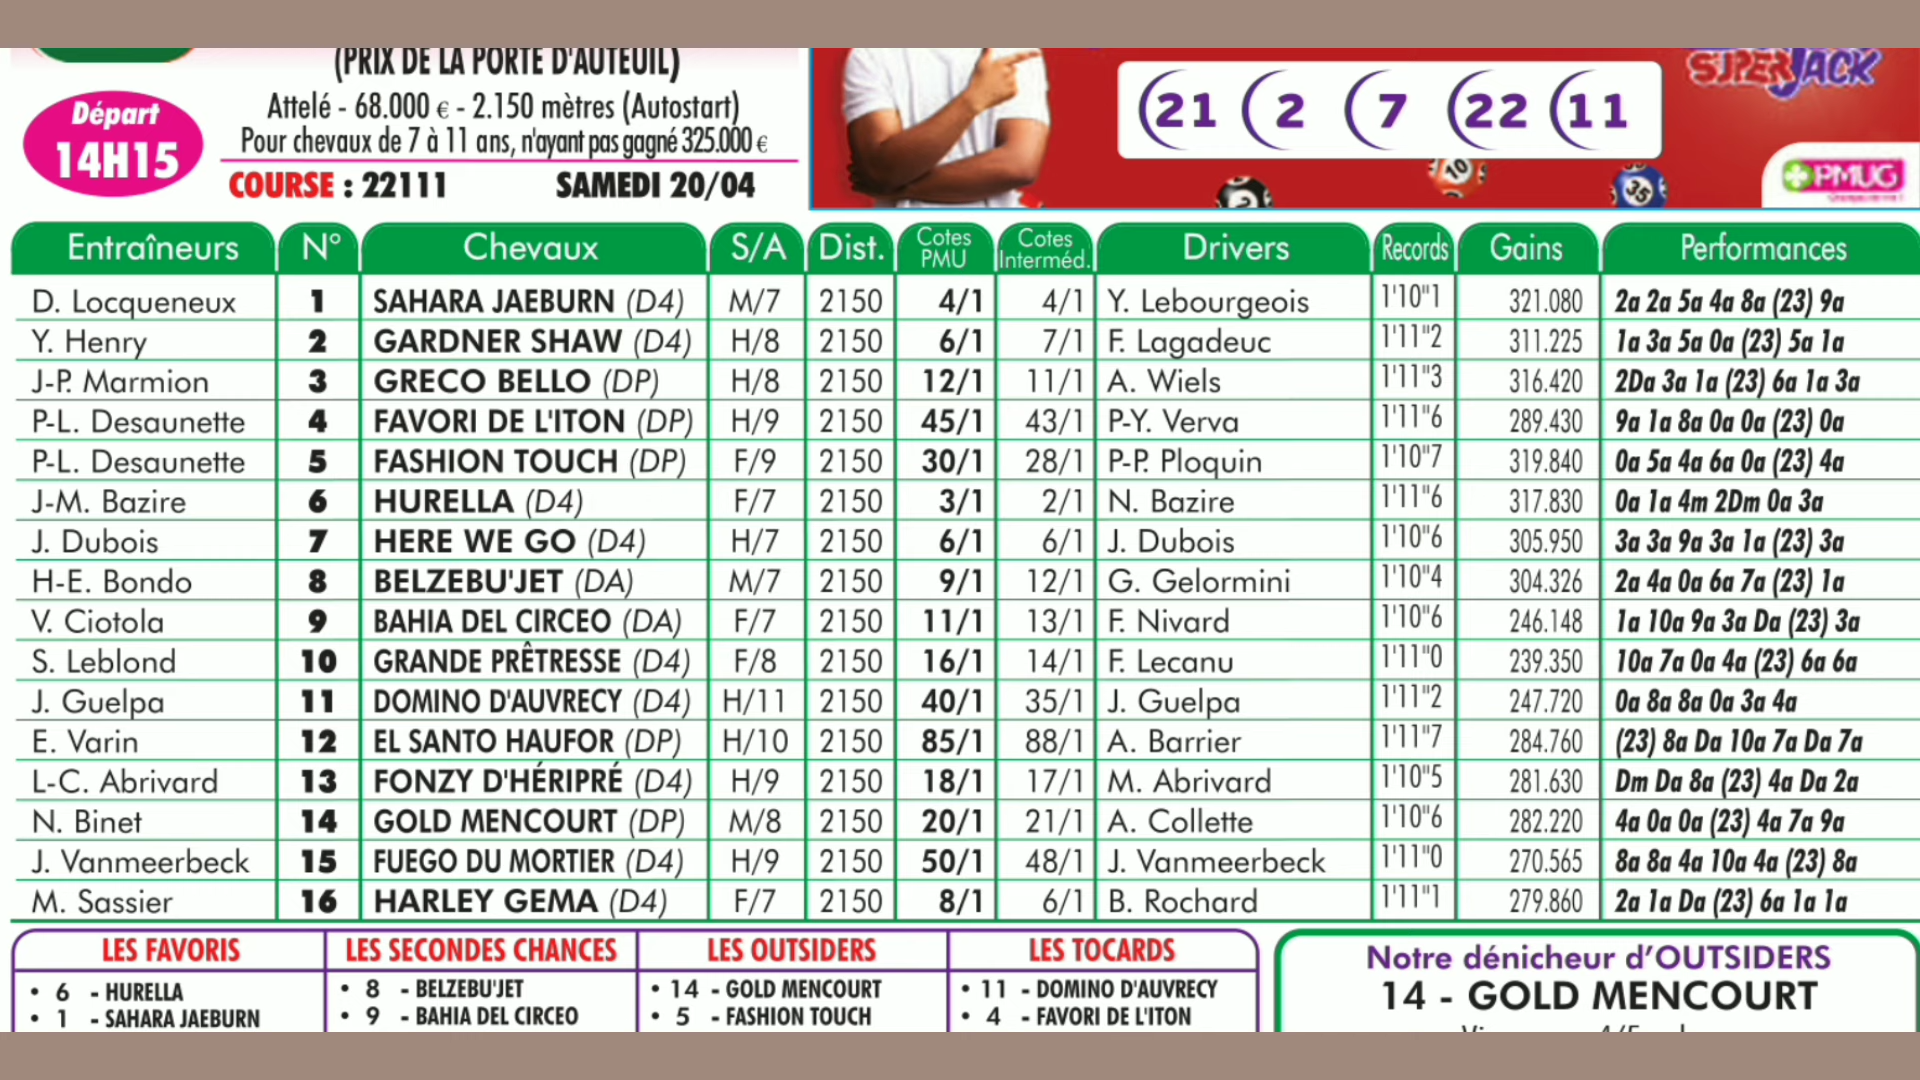 (PRIX DE LA PORTE D'AUTEUIL)
Attelé - 68.000 € - 2.150 mètres (Autostart)
Pour chevaux de 7 à 11 ans, n'ayant pas gagné 325.000 €
Départ
14H15
COURSE : 22111 SAMEDI 20/04
21 2 7 22 11
SUPERJACK
2 10 35
PMUG
Entraîneurs N° Chevaux S/A Dist. Cotes PMU Cotes Interméd. Drivers Records Gains Performances
D. Locqueneux 1 SAHARA JAEBURN (D4) M/7 2150 4/1 4/1 Y. Lebourgeois 1'10"1 321.080 2a 2a 5a 4a 8a (23) 9a
Y. Henry 2 GARDNER SHAW (D4) H/8 2150 6/1 7/1 F. Lagadeuc 1'11"2 311.225 1a 3a 5a 0a (23) 5a 1a
J-P. Marmion 3 GRECO BELLO (DP) H/8 2150 12/1 11/1 A. Wiels 1'11"3 316.420 2Da 3a 1a (23) 6a 1a 3a
P-L. Desaunette 4 FAVORI DE L'ITON (DP) H/9 2150 45/1 43/1 P-Y. Verva 1'11"6 289.430 9a 1a 8a 0a 0a (23) 0a
P-L. Desaunette 5 FASHION TOUCH (DP) F/9 2150 30/1 28/1 P-P. Ploquin 1'10"7 319.840 0a 5a 4a 6a 0a (23) 4a
J-M. Bazire 6 HURELLA (D4) F/7 2150 3/1 2/1 N. Bazire 1'11"6 317.830 0a 1a 4m 2Dm 0a 3a
J. Dubois 7 HERE WE GO (D4) H/7 2150 6/1 6/1 J. Dubois 1'10"6 305.950 3a 3a 9a 3a 1a (23) 3a
H-E. Bondo 8 BELZEBU'JET (DA) M/7 2150 9/1 12/1 G. Gelormini 1'10"4 304.326 2a 4a 0a 6a 7a (23) 1a
V. Ciotola 9 BAHIA DEL CIRCEO (DA) F/7 2150 11/1 13/1 F. Nivard 1'10"6 246.148 1a 10a 9a 3a Da (23) 3a
S. Leblond 10 GRANDE PRÊTRESSE (D4) F/8 2150 16/1 14/1 F. Lecanu 1'11"0 239.350 10a 7a 0a 4a (23) 6a 6a
J. Guelpa 11 DOMINO D'AUVRECY (D4) H/11 2150 40/1 35/1 J. Guelpa 1'11"2 247.720 0a 8a 8a 0a 3a 4a
E. Varin 12 EL SANTO HAUFOR (DP) H/10 2150 85/1 88/1 A. Barrier 1'11"7 284.760 (23) 8a Da 10a 7a Da 7a
L-C. Abrivard 13 FONZY D'HÉRIPRÉ (D4) H/9 2150 18/1 17/1 M. Abrivard 1'10"5 281.630 Dm Da 8a (23) 4a Da 2a
N. Binet 14 GOLD MENCOURT (DP) M/8 2150 20/1 21/1 A. Collette 1'10"6 282.220 4a 0a 0a (23) 4a 7a 9a
J. Vanmeerbeck 15 FUEGO DU MORTIER (D4) H/9 2150 50/1 48/1 J. Vanmeerbeck 1'11"0 270.565 8a 8a 4a 10a 4a (23) 8a
M. Sassier 16 HARLEY GEMA (D4) F/7 2150 8/1 6/1 B. Rochard 1'11"1 279.860 2a 1a Da (23) 6a 1a 1a
LES FAVORIS
• 6 - HURELLA
• 1 - SAHARA JAEBURN
LES SECONDES CHANCES
• 8 - BELZEBU'JET
• 9 - BAHIA DEL CIRCEO
LES OUTSIDERS
• 14 - GOLD MENCOURT
• 5 - FASHION TOUCH
LES TOCARDS
• 11 - DOMINO D'AUVRECY
• 4 - FAVORI DE L'ITON
Notre dénicheur d'OUTSIDERS
14 - GOLD MENCOURT